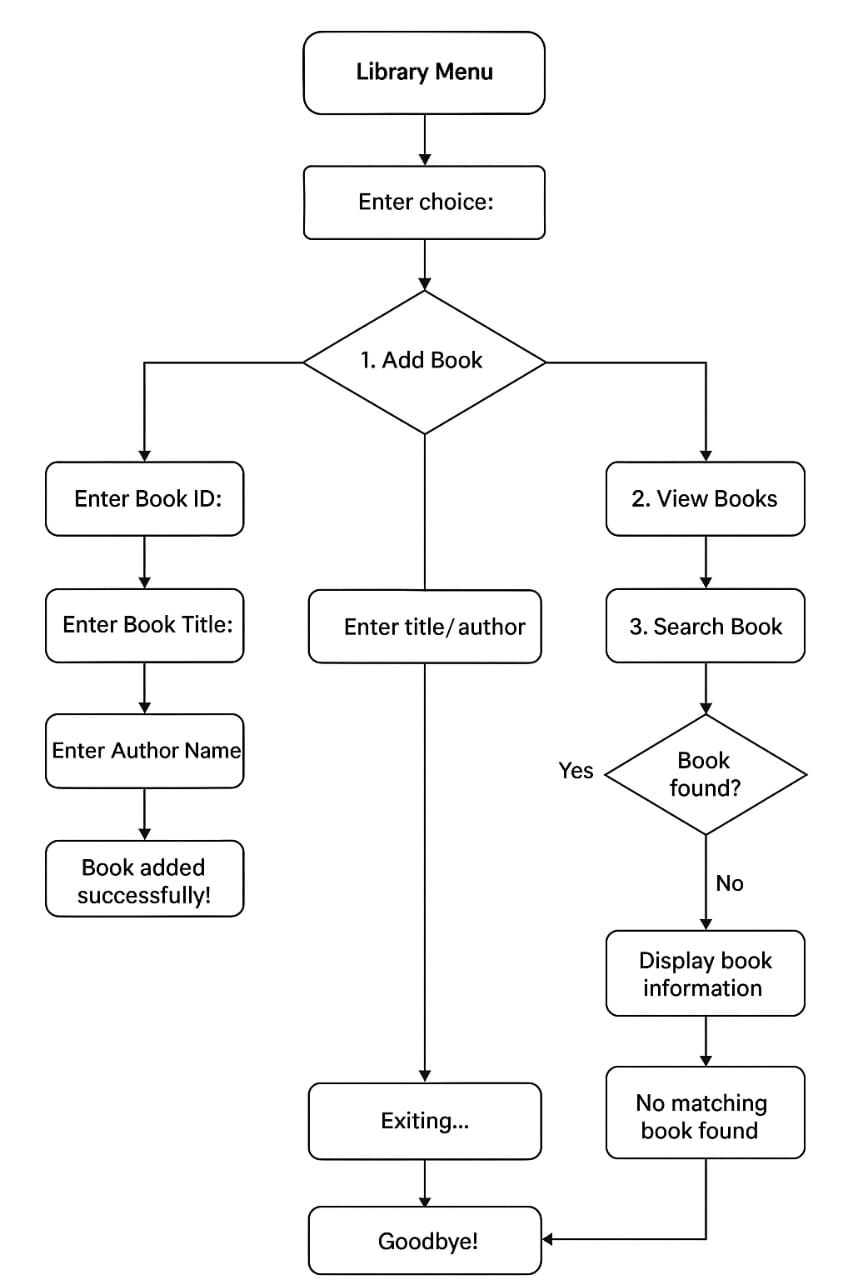 Library Menu
Enter choice:
1. Add Book
Enter Book ID:
2. View Books
Enter Book Title:
Enter title/author
3. Search Book
Enter Author Name
Yes
Book
found?
Book added
successfully!
No
Display book
information
Exiting...
No matching
book found
Goodbye!